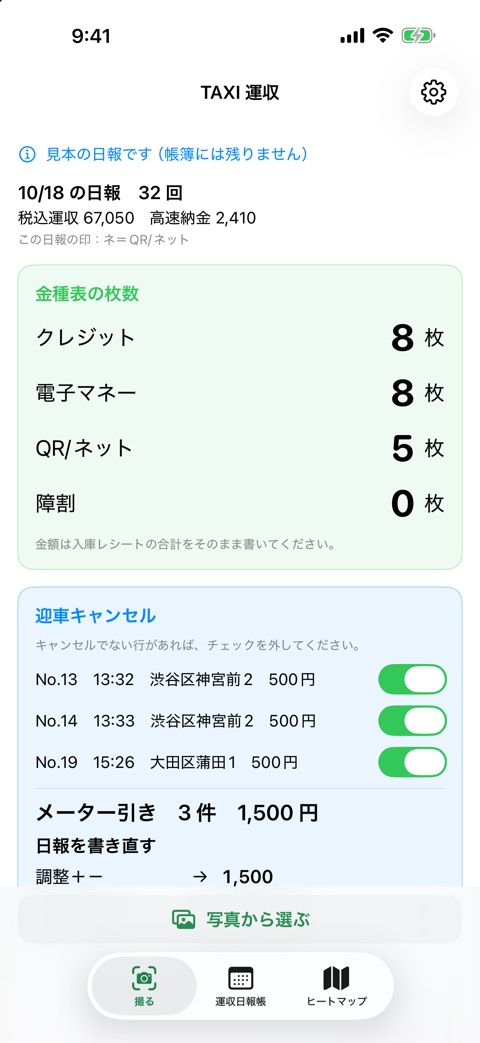 9:41
TAXI 運収
見本の日報です（帳簿には残りません）
10/18 の日報　32 回
税込運収 67,050　高速納金 2,410
この日報の印：ネ＝QR/ネット
金種表の枚数
クレジット 8 枚
電子マネー 8 枚
QR/ネット 5 枚
障割 0 枚
金額は入庫レシートの合計をそのまま書いてください。
迎車キャンセル
キャンセルでない行があれば、チェックを外してください。
No.13　13:32　渋谷区神宮前２　500円
No.14　13:33　渋谷区神宮前２　500円
No.19　15:26　大田区蒲田１　500円
メーター引き　３件　1,500 円
日報を書き直す
調整＋－ → 1,500
写真から選ぶ
撮る 運収日報帳 ヒートマップ